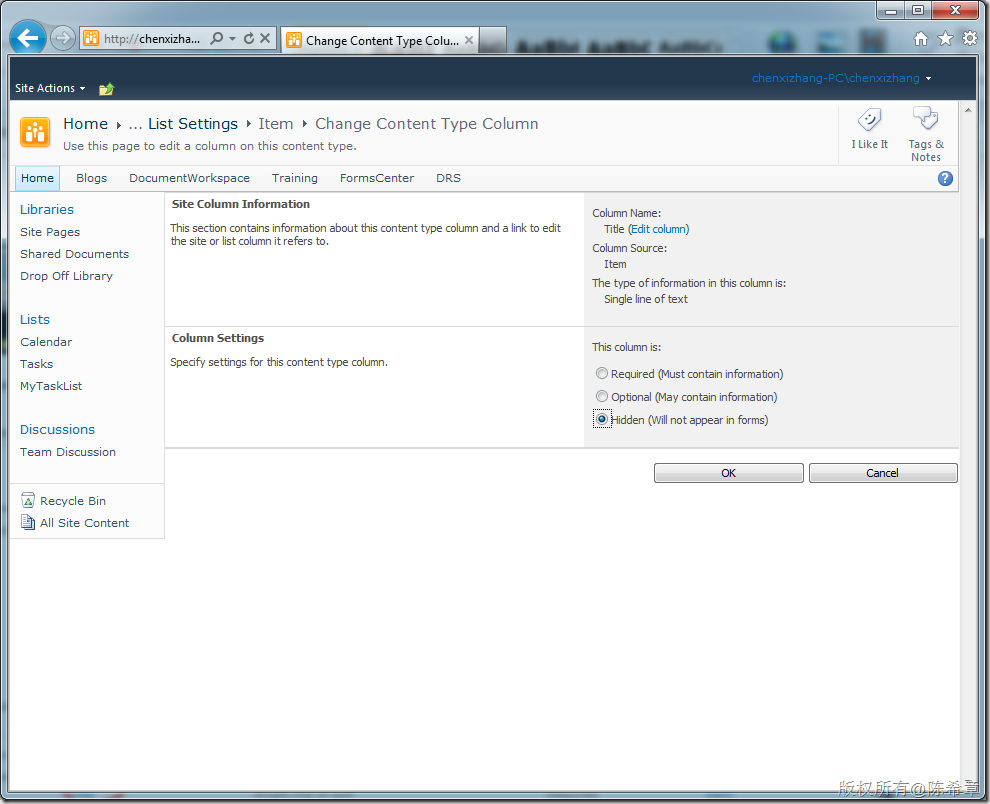 http://chenxizha...
Change Content Type Colu...
Site Actions
chenxizhang-PC\chenxizhang
Home ... List Settings Item Change Content Type Column
Use this page to edit a column on this content type.
I Like It
Tags &
Notes
Home Blogs DocumentWorkspace Training FormsCenter DRS
Libraries
Site Pages
Shared Documents
Drop Off Library
Lists
Calendar
Tasks
MyTaskList
Discussions
Team Discussion
Recycle Bin
All Site Content
Site Column Information
This section contains information about this content type column and a link to edit
the site or list column it refers to.
Column Name:
Title (Edit column)
Column Source:
Item
The type of information in this column is:
Single line of text
Column Settings
Specify settings for this content type column.
This column is:
Required (Must contain information)
Optional (May contain information)
Hidden (Will not appear in forms)
OK
Cancel
版权所有@陈希章